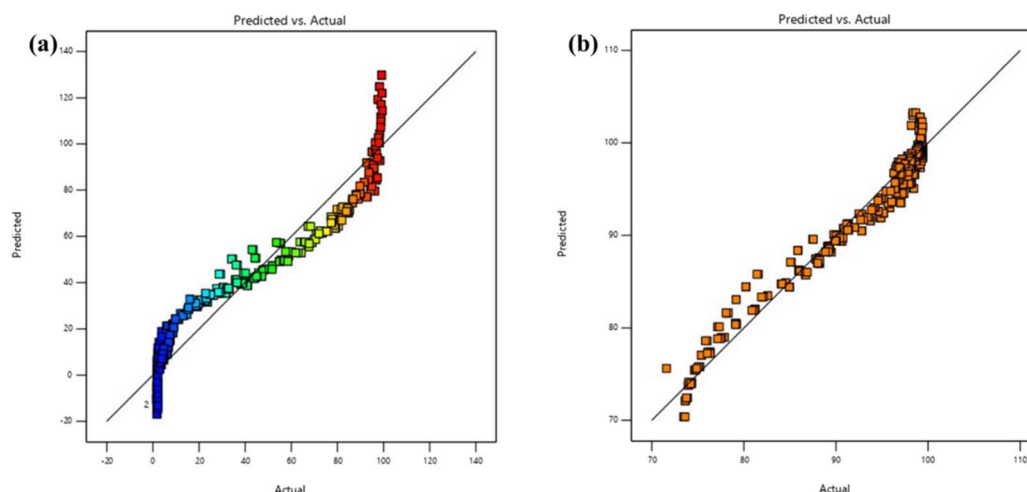 (a)
Predicted vs. Actual
140
120
100
80
60
40
20
0
-20
Predicted
2
-20 0 20 40 60 80 100 120 140
Actual
(b)
Predicted vs. Actual
110
100
90
80
70
Predicted
70 80 90 100 110
Actual